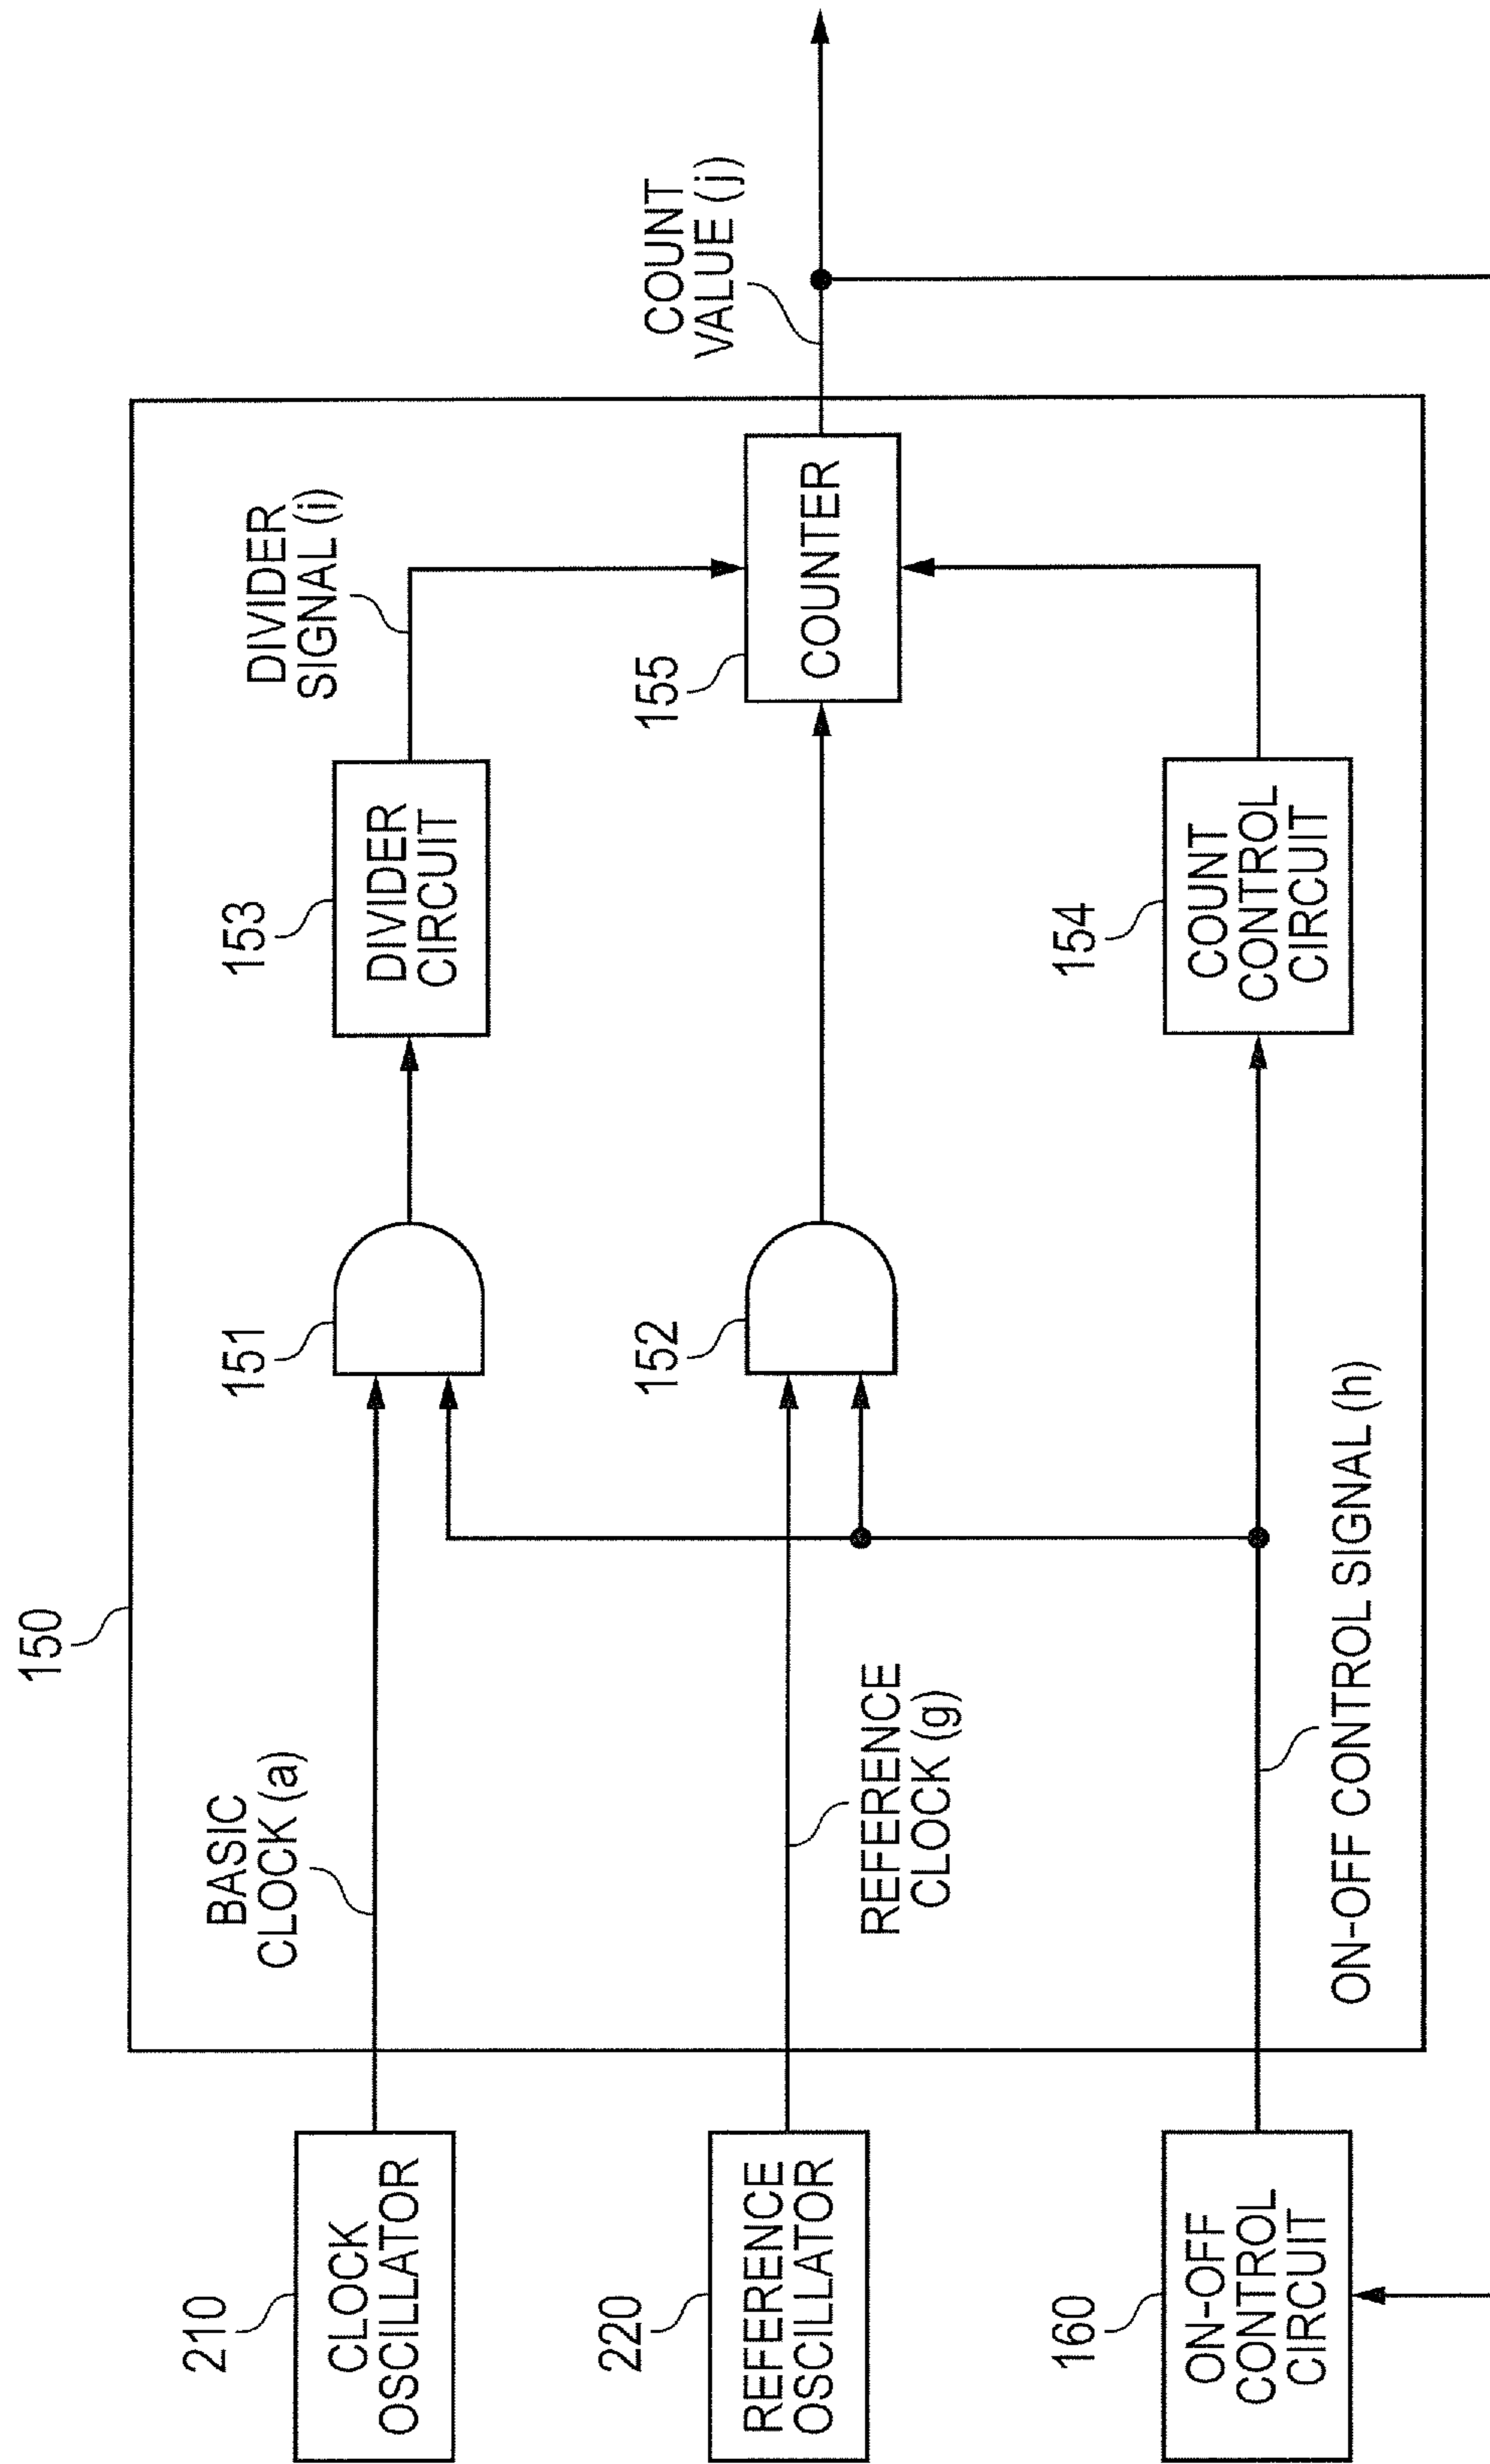 150
210
CLOCK
OSCILLATOR
BASIC
CLOCK (a)
151
153
DIVIDER
CIRCUIT
DIVIDER
SIGNAL (i)
220
REFERENCE
OSCILLATOR
REFERENCE
CLOCK (g)
152
155
COUNTER
COUNT
VALUE (j)
160
ON-OFF
CONTROL
CIRCUIT
ON-OFF CONTROL SIGNAL (h)
154
COUNT
CONTROL
CIRCUIT